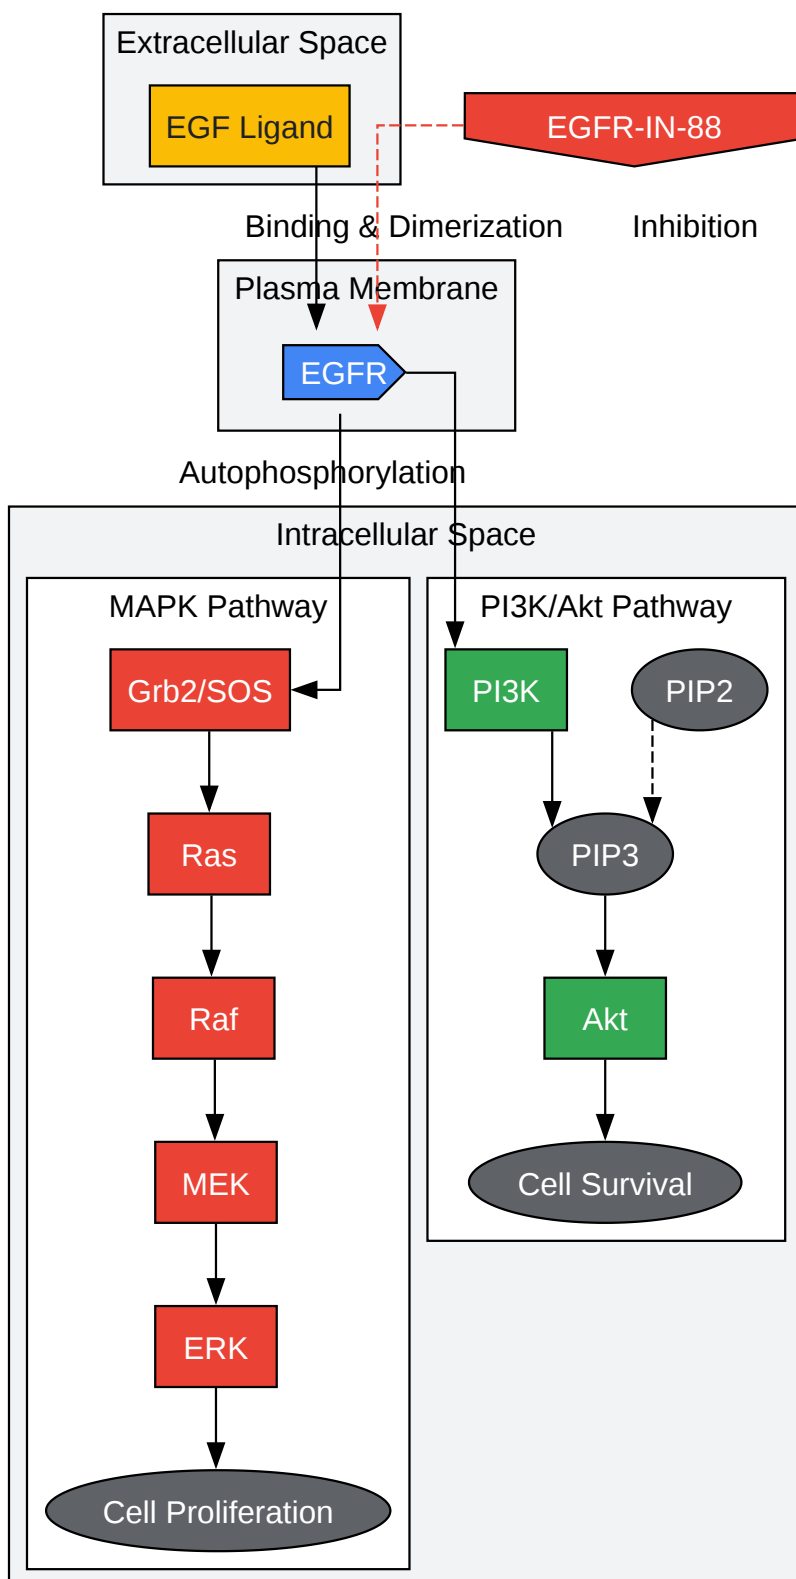 Extracellular Space
EGF Ligand
EGFR-IN-88
Binding & Dimerization
Inhibition
Plasma Membrane
EGFR
Autophosphorylation
Intracellular Space
MAPK Pathway
PI3K/Akt Pathway
Grb2/SOS
PI3K
PIP2
Ras
PIP3
Raf
Akt
MEK
Cell Survival
ERK
Cell Proliferation